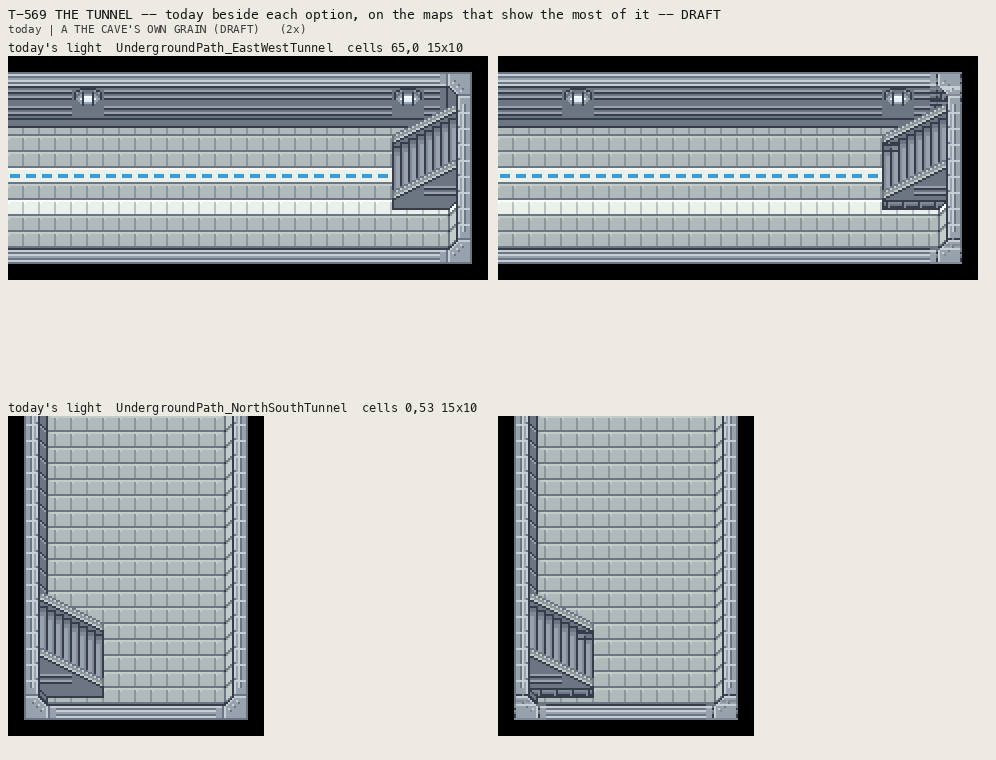 T-569 THE TUNNEL -- today beside each option, on the maps that show the most of it -- DRAFT
today | A THE CAVE'S OWN GRAIN (DRAFT)   (2x)
today's light  UndergroundPath_EastWestTunnel  cells 65,0 15x10
today's light  UndergroundPath_NorthSouthTunnel  cells 0,53 15x10